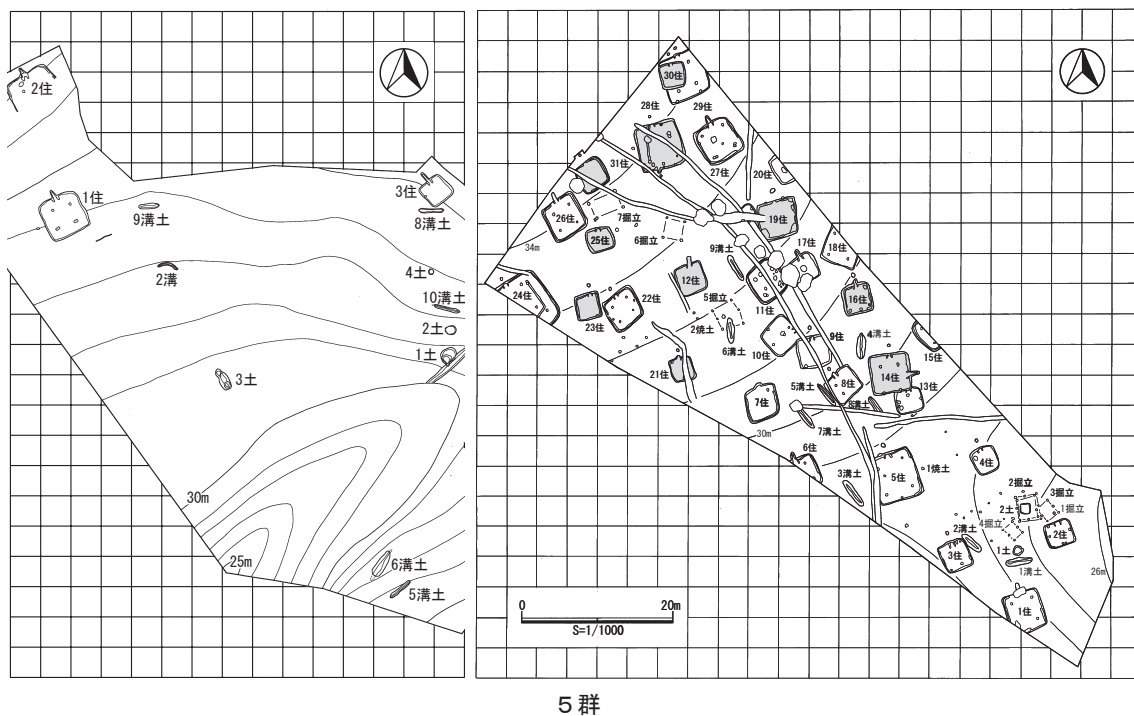 2住
1住
9溝土
3住
8溝土
2溝
4土
10溝土
2土
1土
3土
30m
25m
6溝土
5溝土
30住
28住
29住
31住
27住
20住
26住
7掘立
19住
25住
6掘立
34m
9溝土
17住
18住
12住
24住
22住
5掘立
11住
16住
23住
2焼土
6溝土
10住
9住
4溝土
15住
21住
14住
5溝土
8住
13住
8溝土
7住
7溝土
30m
6住
5住
1焼土
4住
3溝土
2掘立
3掘立
2土
1掘立
4掘立
2溝土
2住
3住
1土
1溝土
26m
1住
0 20m
S=1/1000
5群